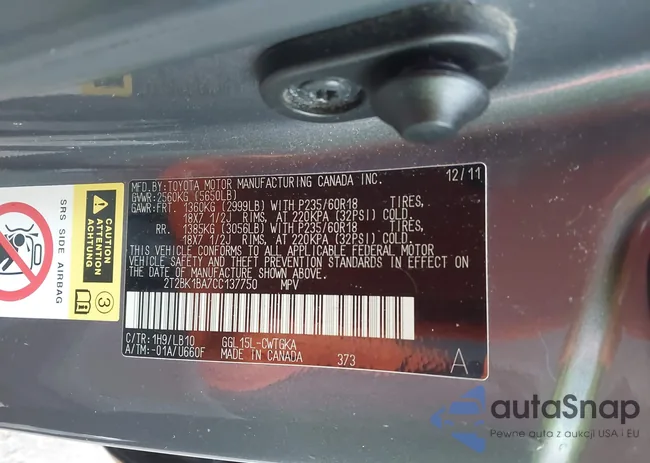 MFD.BY:TOYOTA MOTOR MANUFACTURING CANADA INC. 12/11
GVWR:2560KG (5650LB)
GAWR:FRT. 1360KG (2999LB) WITH P235/60R18 TIRES,
18X7 1/2J RIMS, AT 220KPA (32PSI) COLD.
RR. 1385KG (3056LB) WITH P235/60R18 TIRES,
18X7 1/2J RIMS, AT 220KPA (32PSI) COLD.
THIS VEHICLE CONFORMS TO ALL APPLICABLE FEDERAL MOTOR
VEHICLE SAFETY AND THEFT PREVENTION STANDARDS IN EFFECT ON
THE DATE OF MANUFACTURE SHOWN ABOVE.
2T2BK1BA7CC137750 MPV
C/TR:1H9/LB10 GGL15L-CWTGKA
A/TM:-01A/U660F MADE IN CANADA 373 A
SRS SIDE AIRBAG
CAUTION
ATTENTION
ACHTUNG
3
autaSnap
Pewne auta z aukcji USA i EU